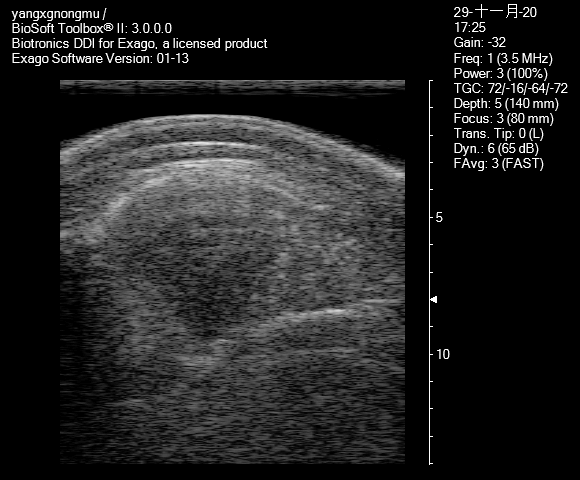 yangxgnongmu /
BioSoft Toolbox® II: 3.0.0.0
Biotronics DDI for Exago, a licensed product
Exago Software Version: 01-13
29-十一月-20
17:25
Gain: -32
Freq: 1 (3.5 MHz)
Power: 3 (100%)
TGC: 72/-16/-64/-72
Depth: 5 (140 mm)
Focus: 3 (80 mm)
Trans. Tip: 0 (L)
Dyn.: 6 (65 dB)
FAvg: 3 (FAST)
5
10